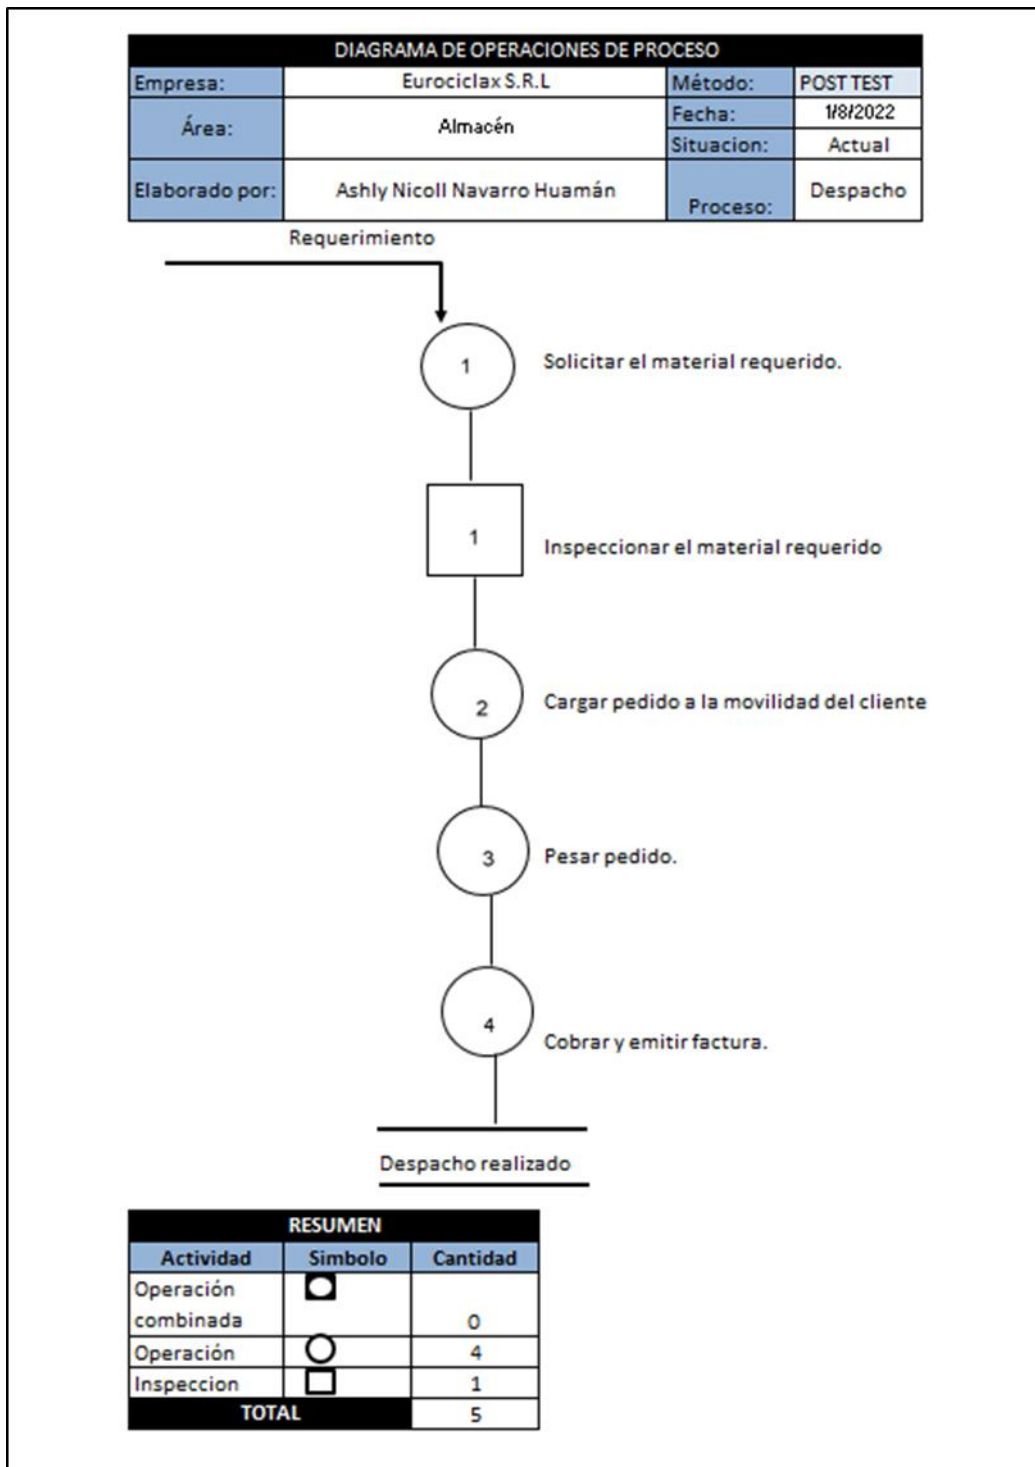 DIAGRAMA DE OPERACIONES DE PROCESO
Empresa: Eurociclax S.R.L Método: POST TEST
Área: Almacén Fecha: 1/8/2022
Situacion: Actual
Elaborado por: Ashly Nicoll Navarro Huamán Proceso: Despacho
Requerimiento
1 Solicitar el material requerido.
1 Inspeccionar el material requerido
2 Cargar pedido a la movilidad del cliente
3 Pesar pedido.
4 Cobrar y emitir factura.
Despacho realizado
RESUMEN
Actividad Simbolo Cantidad
Operación
combinada 0
Operación 4
Inspeccion 1
TOTAL 5